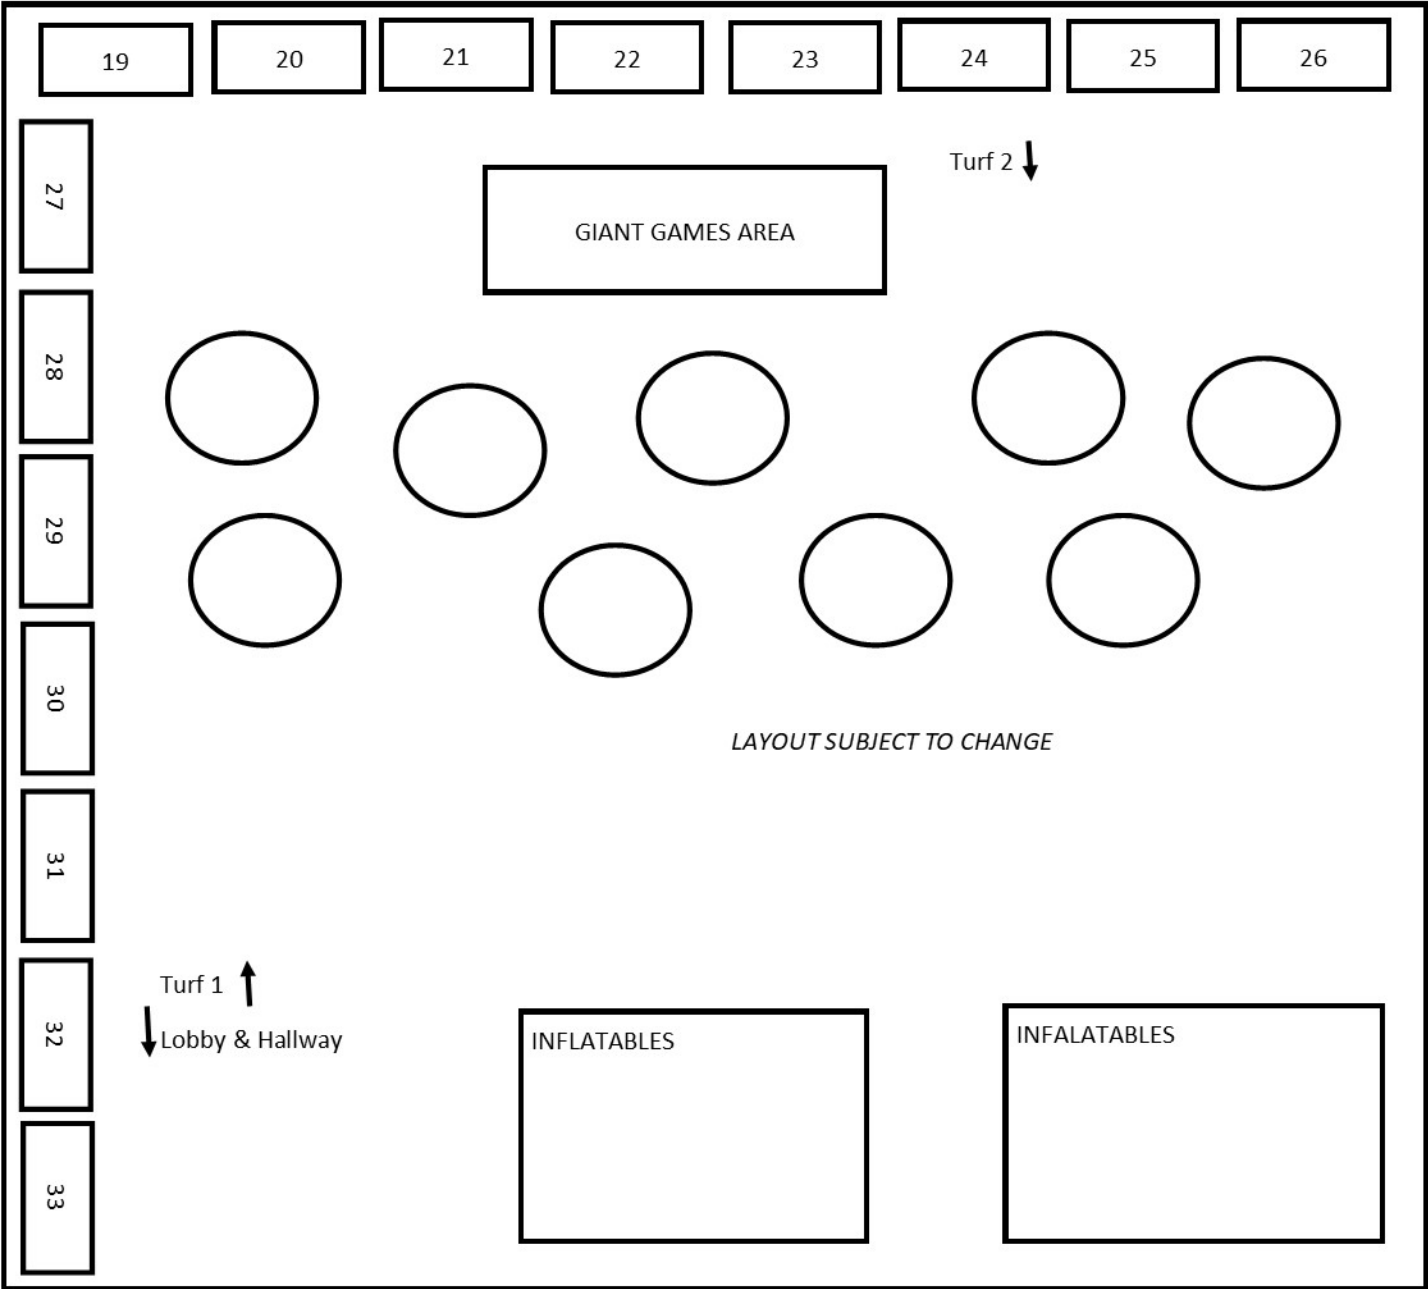 19
20
21
22
23
24
25
26
27
Turf 2
GIANT GAMES AREA
28
29
30
LAYOUT SUBJECT TO CHANGE
31
Turf 1
32
Lobby & Hallway
INFLATABLES
INFALATABLES
33